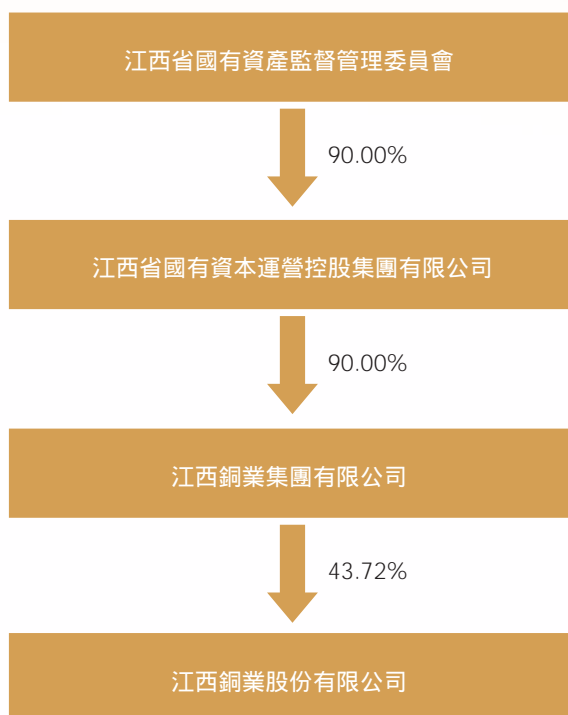 江西省國有資產監督管理委員會
90.00%
江西省國有資本運營控股集團有限公司
90.00%
江西銅業集團有限公司
43.72%
江西銅業股份有限公司